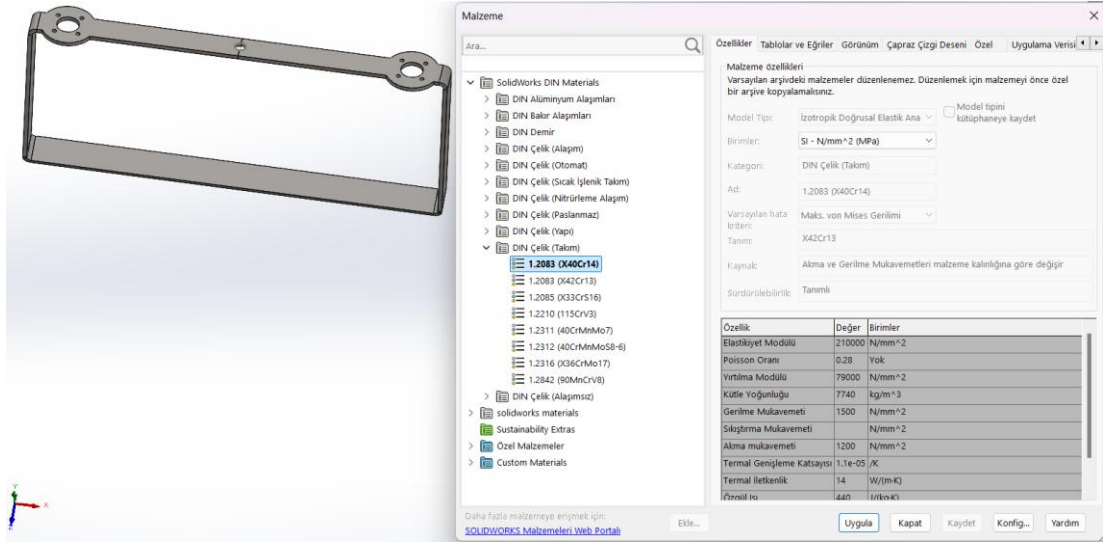 Malzeme
Ara...
SolidWorks DIN Materials
DIN Alüminyum Alaşımları
DIN Bakır Alaşımları
DIN Demir
DIN Çelik (Alaşım)
DIN Çelik (Otomat)
DIN Çelik (Sıcak İşlenik Takım)
DIN Çelik (Nitrürleme Alaşım)
DIN Çelik (Paslanmaz)
DIN Çelik (Yapı)
DIN Çelik (Takım)
1.2083 (X40Cr14)
1.2083 (X42Cr13)
1.2085 (X33CrS16)
1.2210 (115CrV3)
1.2311 (40CrMnMo7)
1.2312 (40CrMnMoS8-6)
1.2316 (X36CrMo17)
1.2842 (90MnCrV8)
DIN Çelik (Alaşımsız)
solidworks materials
Sustainability Extras
Özel Malzemeler
Custom Materials
Daha fazla malzemeye erişmek için:
SOLIDWORKS Malzemeleri Web Portalı
Ekle...
Özellikler Tablolar ve Eğriler Görünüm Çapraz Çizgi Deseni Özel Uygulama Verisi
Malzeme özellikleri
Varsayılan arşivdeki malzemeler düzenlenemez. Düzenlemek için malzemeyi önce özel
bir arşive kopyalamalısınız.
Model Tipi: İzotropik Doğrusal Elastik Ana
Model tipini
kütüphaneye kaydet
Birimler: SI - N/mm^2 (MPa)
Kategori: DIN Çelik (Takım)
Ad: 1.2083 (X40Cr14)
Varsayılan hata
kriteri: Maks. von Mises Gerilimi
Tanım: X42Cr13
Kaynak: Akma ve Gerilme Mukavemetleri malzeme kalınlığına göre değişir
Sürdürülebilirlik: Tanımlı
Özellik Değer Birimler
Elastikiyet Modülü 210000 N/mm^2
Poisson Oranı 0.28 Yok
Yırtılma Modülü 79000 N/mm^2
Kütle Yoğunluğu 7740 kg/m^3
Gerilme Mukavemeti 1500 N/mm^2
Sıkıştırma Mukavemeti N/mm^2
Akma mukavemeti 1200 N/mm^2
Termal Genişleme Katsayısı 1.1e-05 /K
Termal İletkenlik 14 W/(m·K)
Özgül Isı 440 J/(kg·K)
Uygula Kapat Kaydet Konfig... Yardım
Y
X
Z